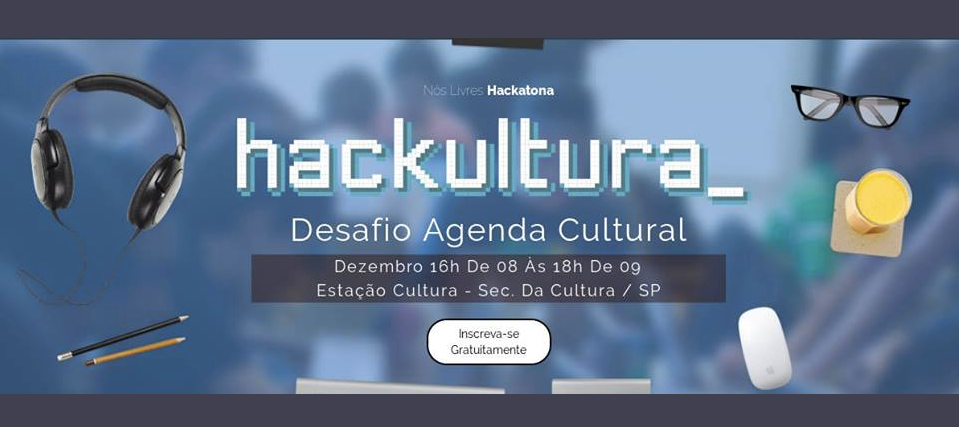 Nós Livres Hackatona
hackultura_
Desafio Agenda Cultural
Dezembro 16h De 08 Às 18h De 09
Estação Cultura - Sec. Da Cultura / SP
Inscreva-se
Gratuitamente